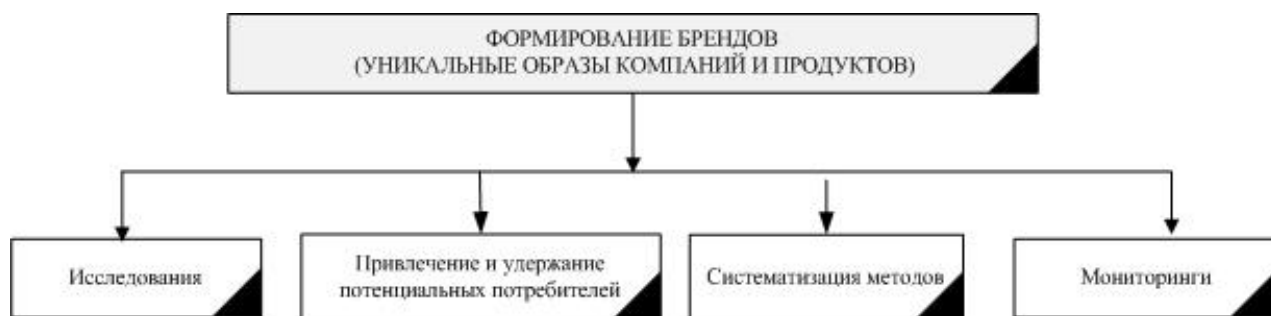 ФОРМИРОВАНИЕ БРЕНДОВ
(УНИКАЛЬНЫЕ ОБРАЗЫ КОМПАНИЙ И ПРОДУКТОВ)
Исследования
Привлечение и удержание
потенциальных потребителей
Систематизация методов
Мониторинги